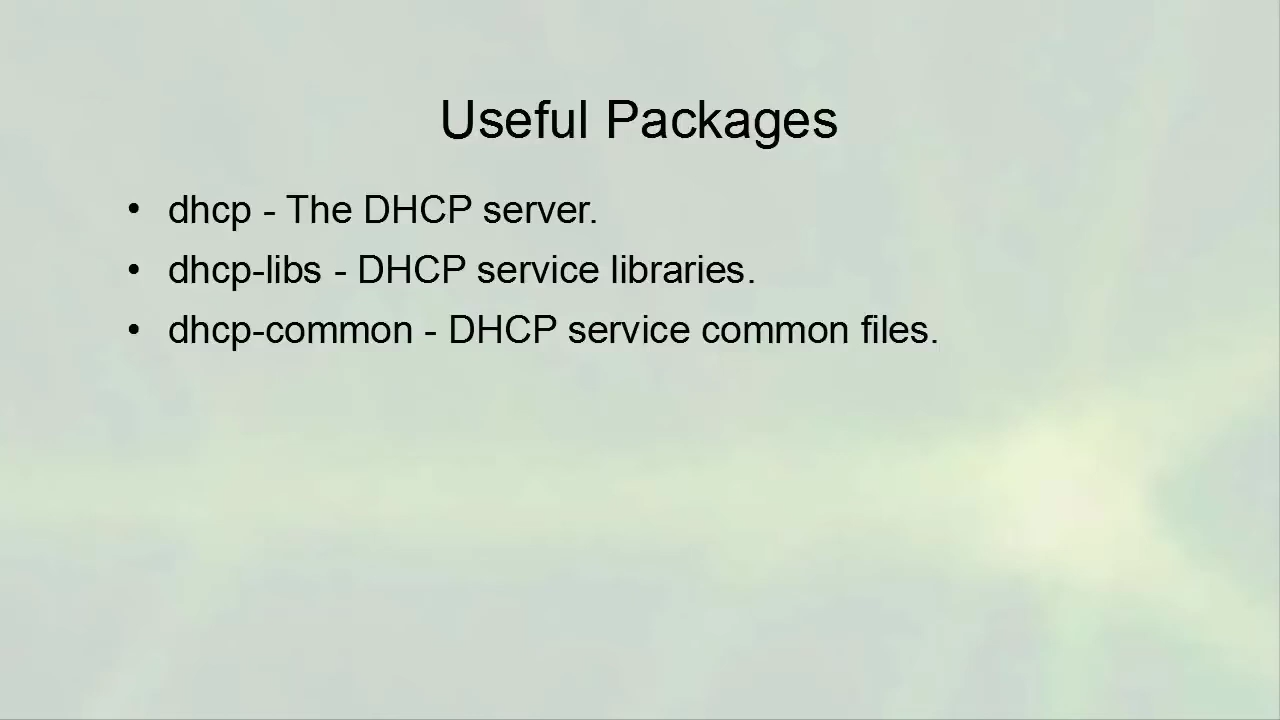 Useful Packages
• dhcp - The DHCP server.
• dhcp-libs - DHCP service libraries.
• dhcp-common - DHCP service common files.